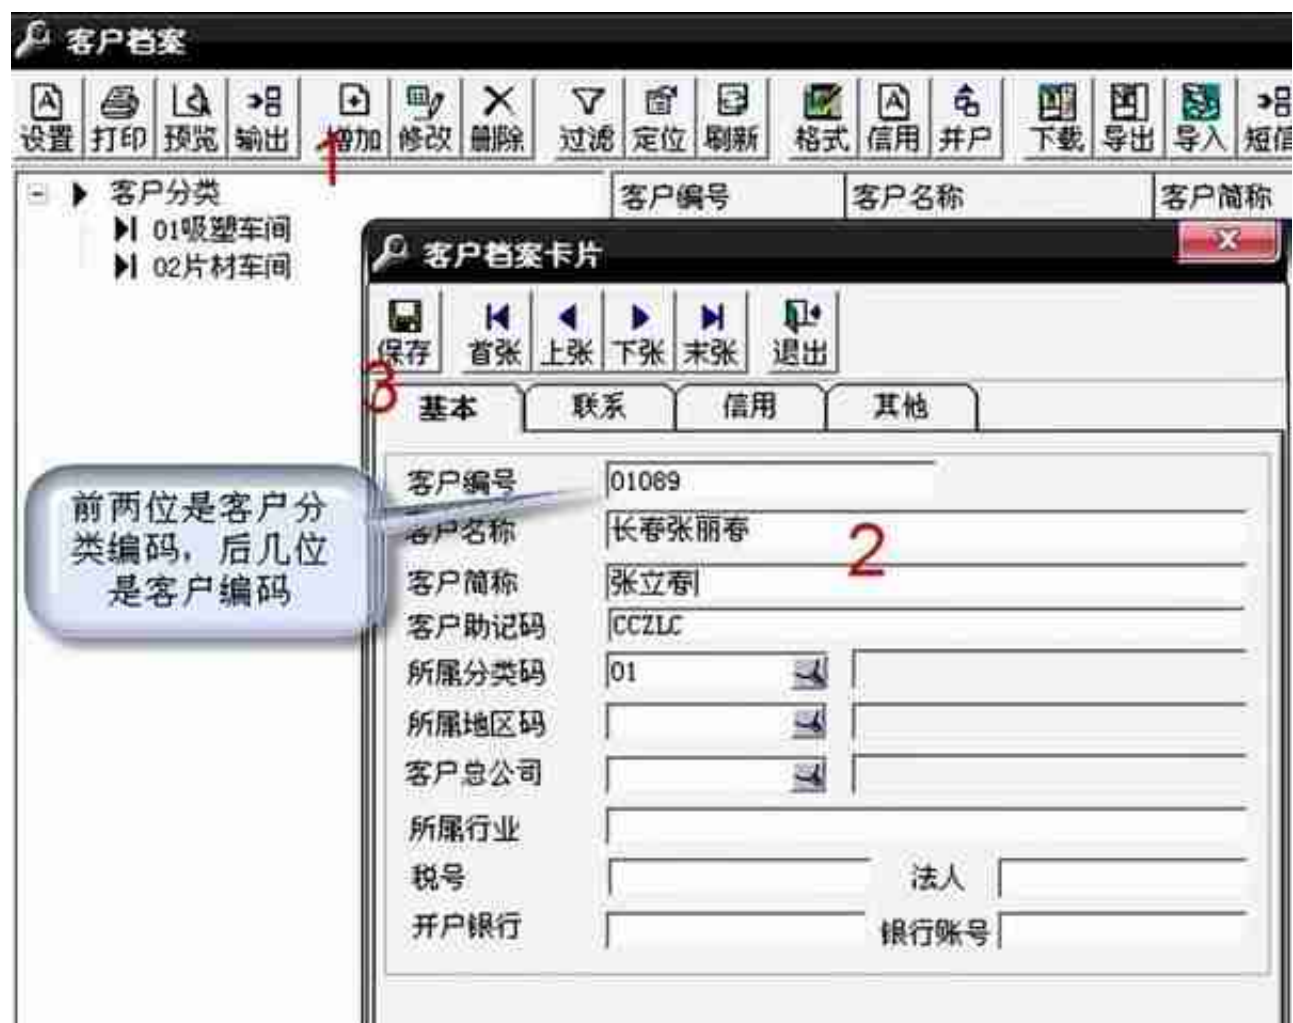 客户档案
设置 打印 预览 输出 增加 修改 删除 过滤 定位 刷新 格式 信用 并户 下载 导出 导入 短信
1
客户分类 客户编号 客户名称 客户简称
01吸塑车间
02片材车间
客户档案卡片
保存 首张 上张 下张 末张 退出
3
基本 联系 信用 其他
前两位是客户分
类编码，后几位
是客户编码
客户编号 01089
客户名称 长春张丽春
2
客户简称 张立春
客户助记码 CCZLC
所属分类码 01
所属地区码
客户总公司
所属行业
税号 法人
开户银行 银行账号